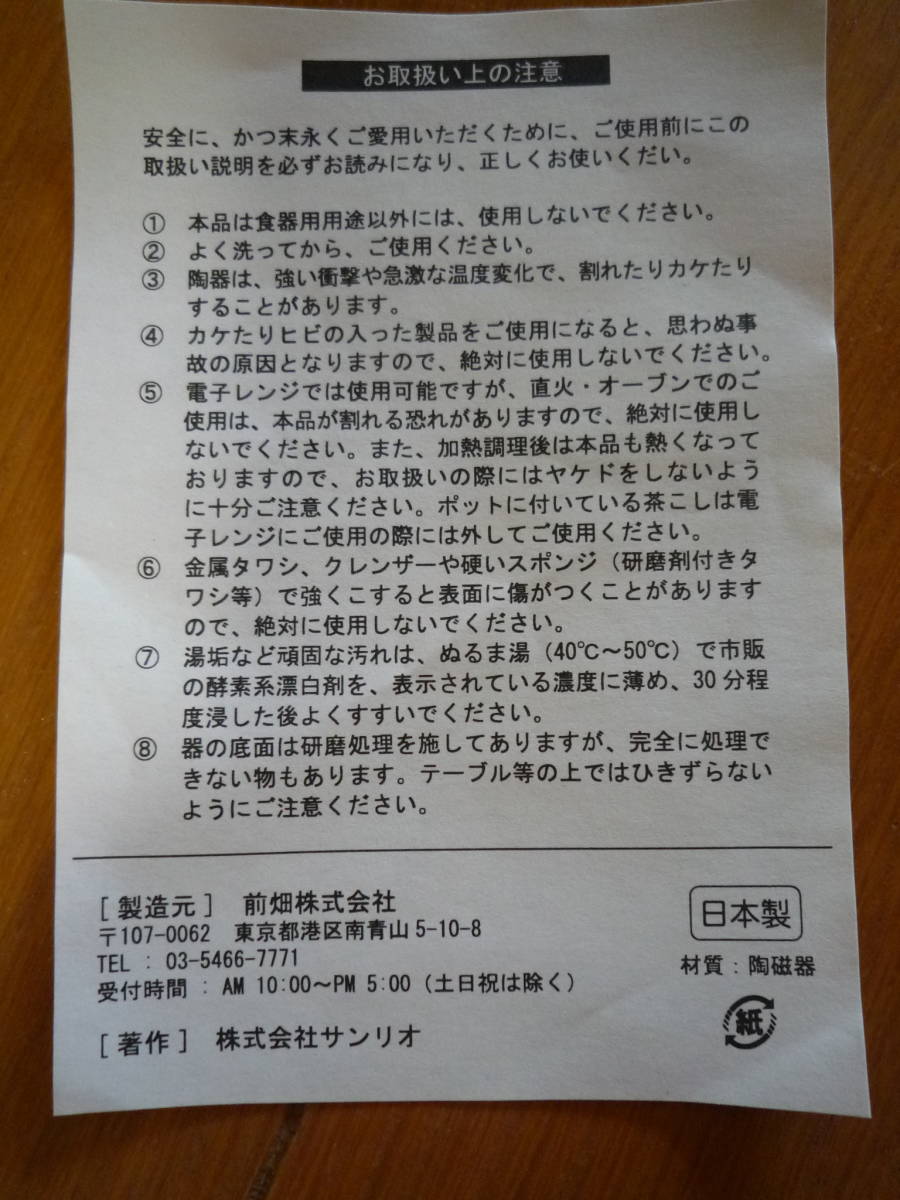 お取扱い上の注意
安全に、かつ末永くご愛用いただくために、ご使用前にこの
取扱い説明を必ずお読みになり、正しくお使いくだい。
① 本品は食器用用途以外には、使用しないでください。
② よく洗ってから、ご使用ください。
③ 陶器は、強い衝撃や急激な温度変化で、割れたりカケたり
することがあります。
④ カケたりヒビの入った製品をご使用になると、思わぬ事
故の原因となりますので、絶対に使用しないでください。
⑤ 電子レンジでは使用可能ですが、直火・オーブンでのご
使用は、本品が割れる恐れがありますので、絶対に使用し
ないでください。また、加熱調理後は本品も熱くなって
おりますので、お取扱いの際にはヤケドをしないよう
に十分ご注意ください。ポットに付いている茶こしは電
子レンジにご使用の際には外してご使用ください。
⑥ 金属タワシ、クレンザーや硬いスポンジ（研磨剤付きタ
ワシ等）で強くこすると表面に傷がつくことがあります
ので、絶対に使用しないでください。
⑦ 湯垢など頑固な汚れは、ぬるま湯（40℃～50℃）で市販
の酵素系漂白剤を、表示されている濃度に薄め、30分程
度浸した後よくすすいでください。
⑧ 器の底面は研磨処理を施してありますが、完全に処理で
きない物もあります。テーブル等の上ではひきずらない
ようにご注意ください。
[製造元] 前畑株式会社
〒107-0062 東京都港区南青山5-10-8
TEL : 03-5466-7771
受付時間 : AM 10:00～PM 5:00（土日祝は除く）
[著作] 株式会社サンリオ
日本製
材質：陶磁器
紙